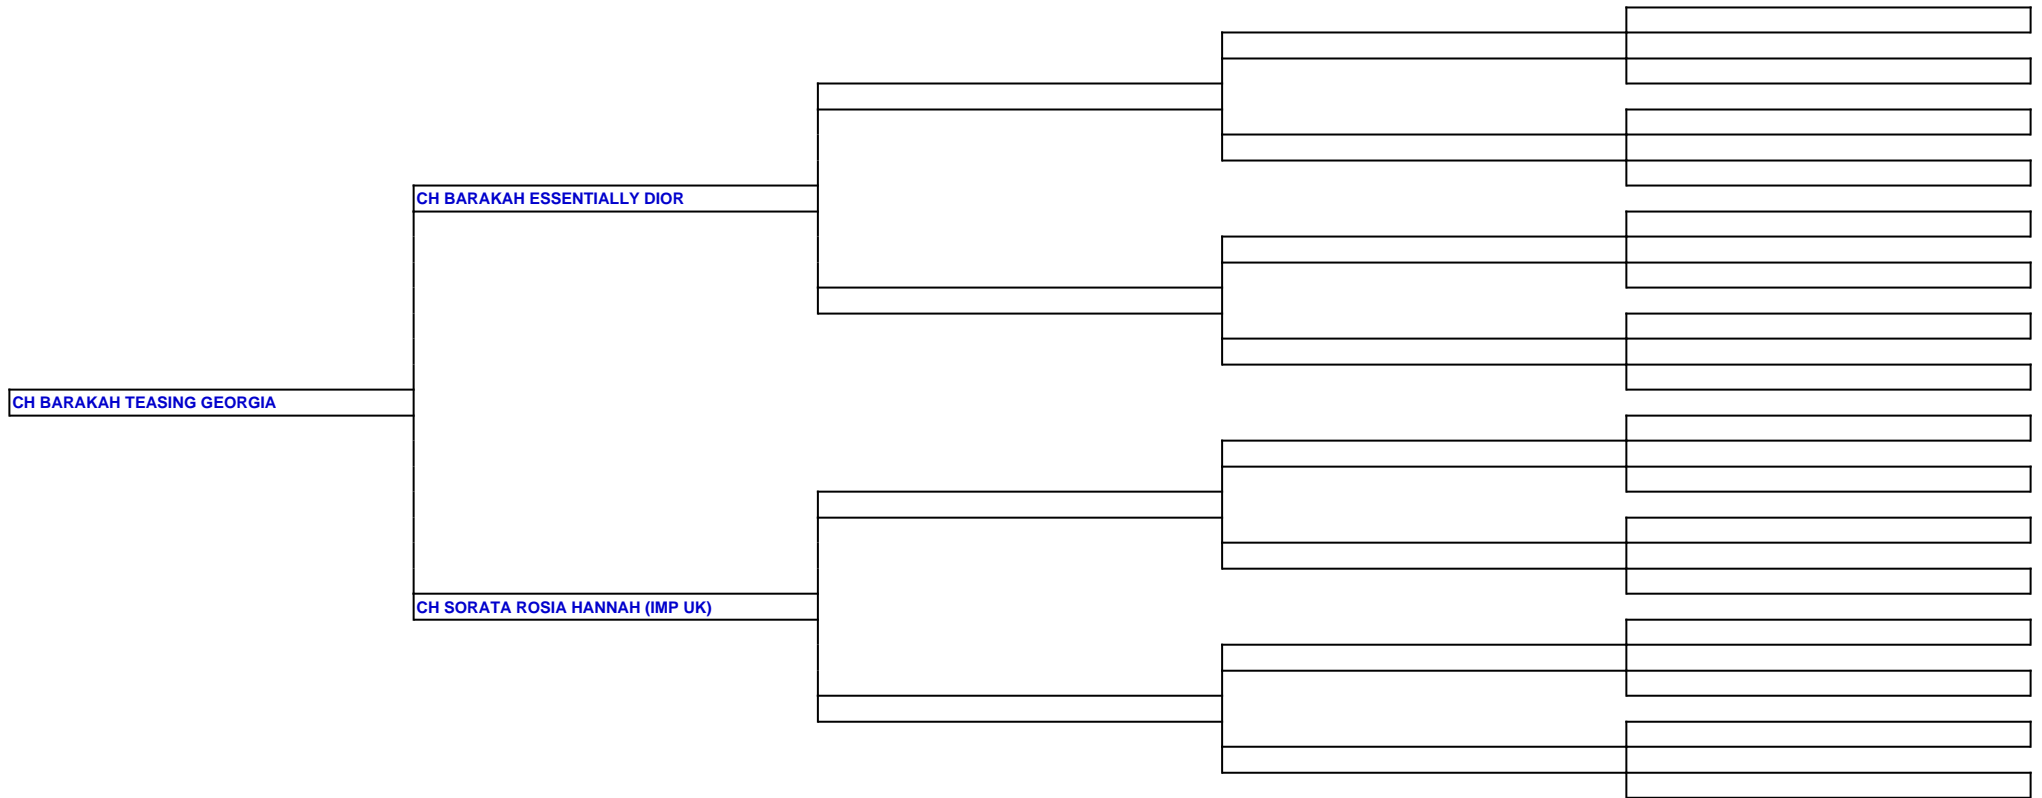 CH BARAKAH ESSENTIALLY DIOR
CH BARAKAH TEASING GEORGIA
CH SORATA ROSIA HANNAH (IMP UK)